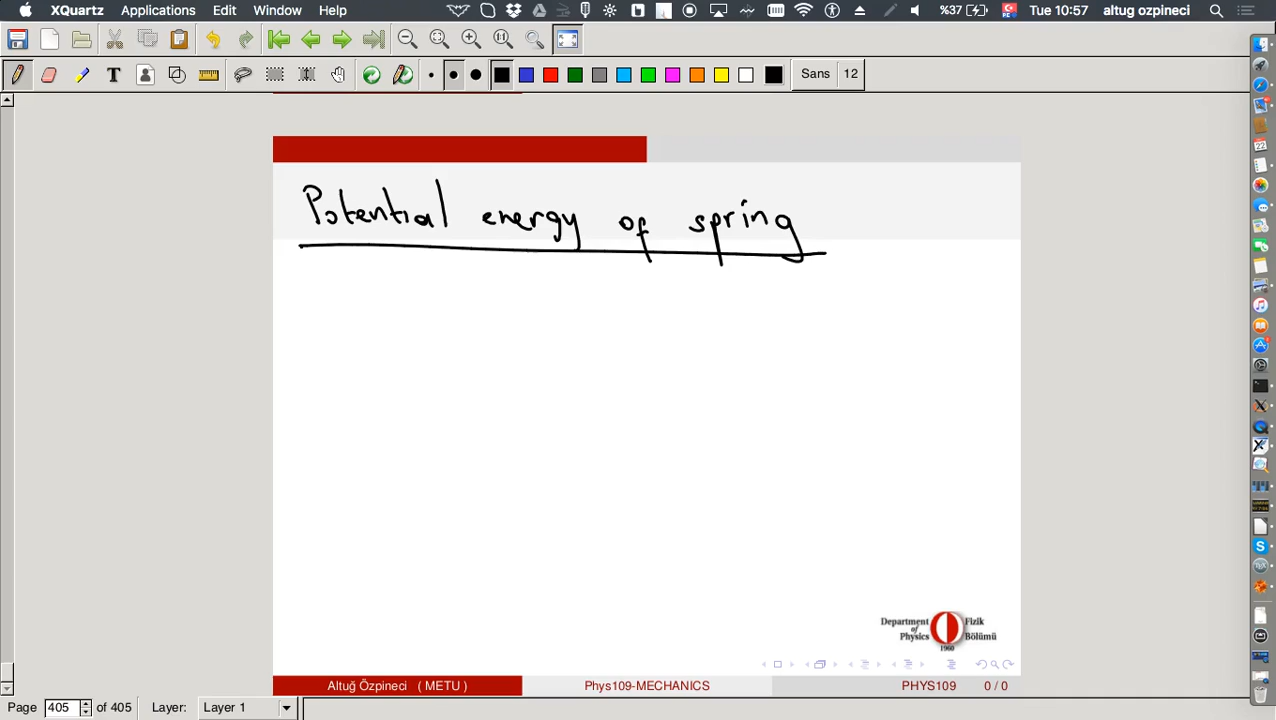 XQuartz Applications Edit Window Help %37 Tue 10:57 altug ozpineci
Sans 12
Potential energy of spring
Department of Physics 1960 Fizik Bölümü
Altuğ Özpineci ( METU ) Phys109-MECHANICS PHYS109 0 / 0
Page 405 of 405 Layer: Layer 1